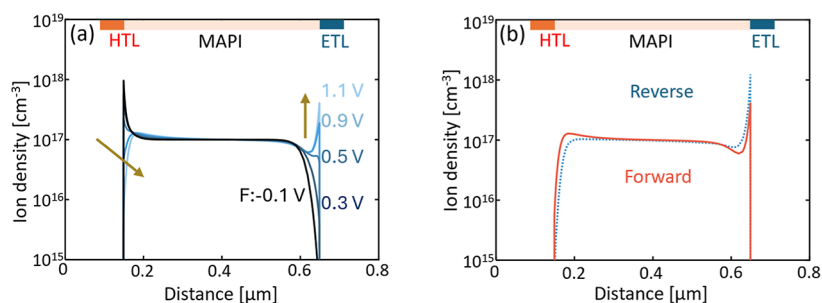 (a)
HTL
MAPI
ETL
Ion density [cm⁻³]
10¹⁹
10¹⁸
10¹⁷
10¹⁶
10¹⁵
1.1 V
0.9 V
0.5 V
0.3 V
F:-0.1 V
0
0.2
0.4
0.6
0.8
Distance [μm]
(b)
HTL
MAPI
ETL
Ion density [cm⁻³]
10¹⁹
10¹⁸
10¹⁷
10¹⁶
10¹⁵
Reverse
Forward
0
0.2
0.4
0.6
0.8
Distance [μm]